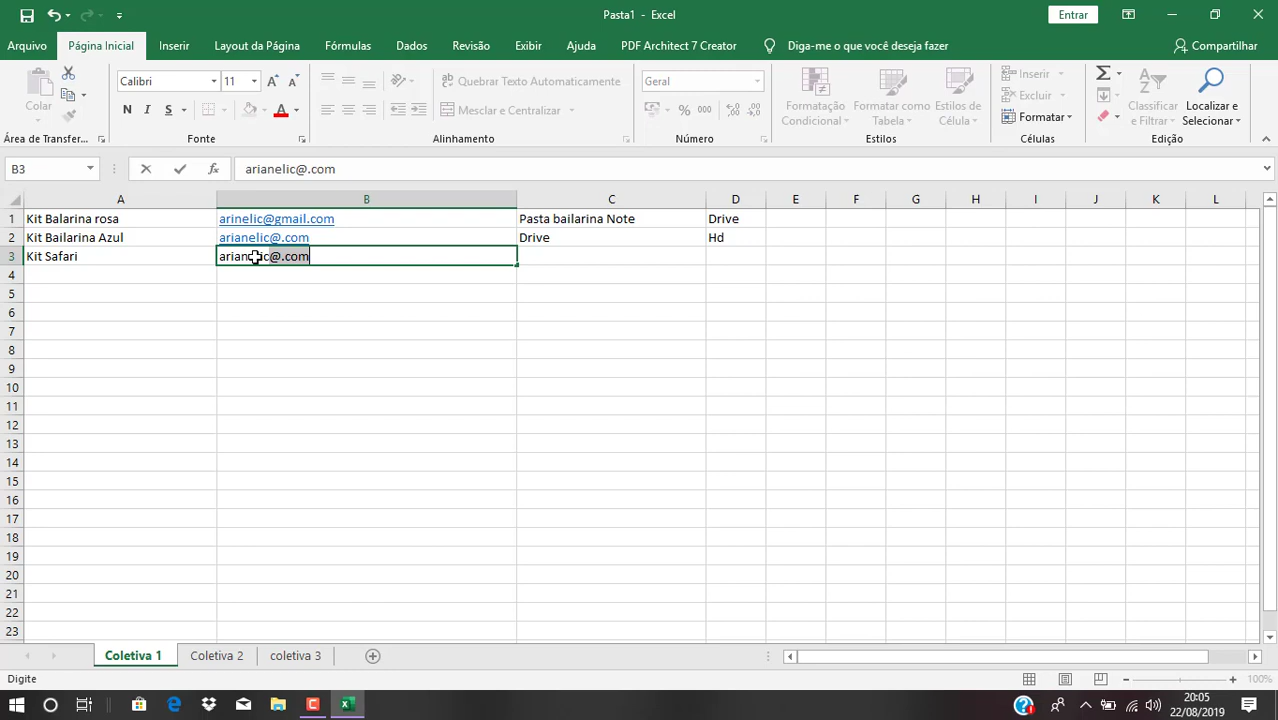 Pasta1 - Excel
Entrar
Arquivo Página Inicial Inserir Layout da Página Fórmulas Dados Revisão Exibir Ajuda PDF Architect 7 Creator Diga-me o que você deseja fazer Compartilhar
Colar
Calibri 11
N I S
Quebrar Texto Automaticamente
Mesclar e Centralizar
Geral
% 000
Formatação Condicional
Formatar como Tabela
Estilos de Célula
Inserir
Excluir
Formatar
Classificar e Filtrar
Localizar e Selecionar
Área de Transfer... Fonte Alinhamento Número Estilos Células Edição
B3 fx arianelic@.com
A B C D E F G H I J K L
1 Kit Balarina rosa arinelic@gmail.com Pasta bailarina Note Drive
2 Kit Bailarina Azul arianelic@.com Drive Hd
3 Kit Safari arianelic@.com
4
5
6
7
8
9
10
11
12
13
14
15
16
17
18
19
20
21
22
23
Coletiva 1 Coletiva 2 coletiva 3
Digite 100%
20:05
22/08/2019